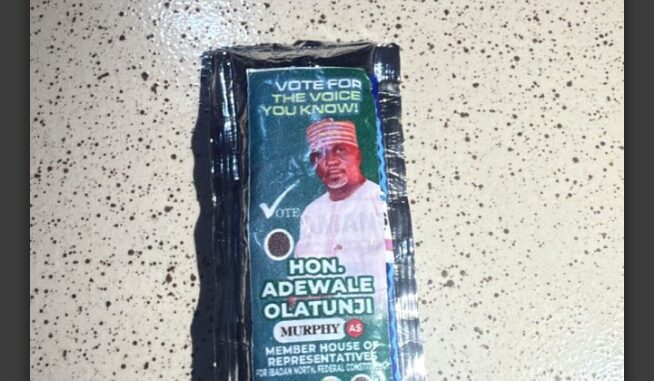 VOTE FOR
THE VOICE
YOU KNOW!
VOTE
HON.
ADEWALE
OLATUNJI
MURPHY AS
MEMBER HOUSE OF
REPRESENTATIVES
FOR IBADAN NORTH, FEDERAL